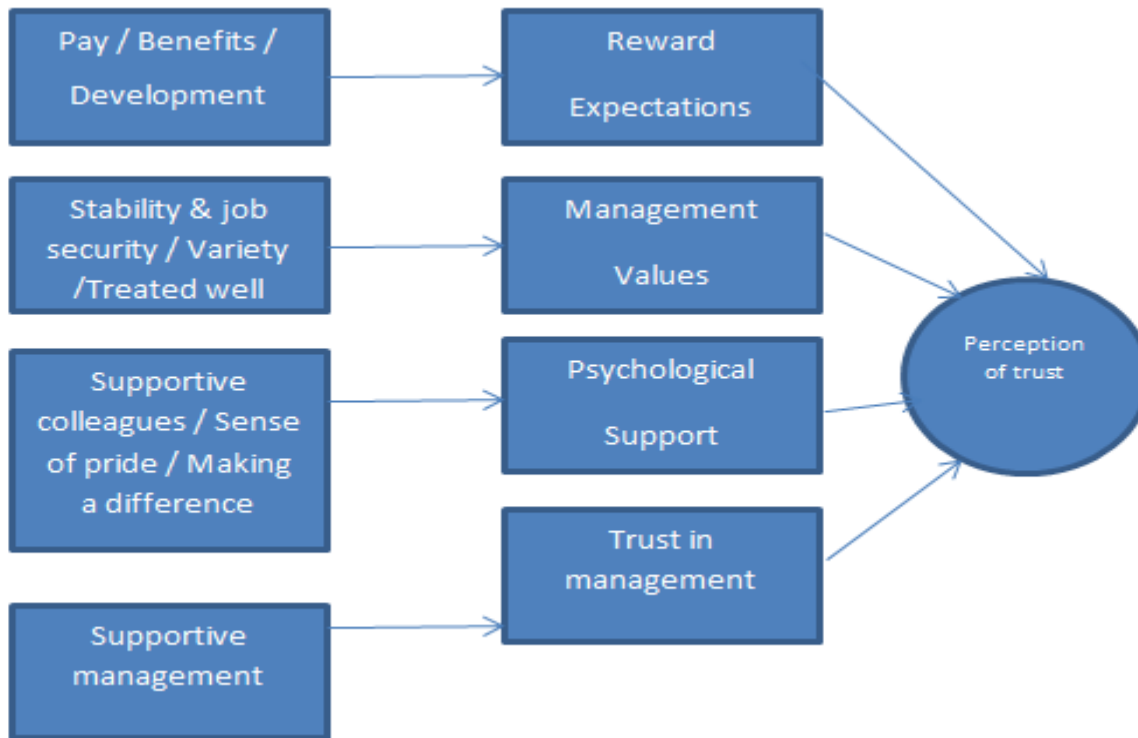 Pay / Benefits /
Development
Reward
Expectations
Stability & job
security / Variety
/Treated well
Management
Values
Supportive
colleagues / Sense
of pride / Making
a difference
Psychological
Support
Perception
of trust
Supportive
management
Trust in
management